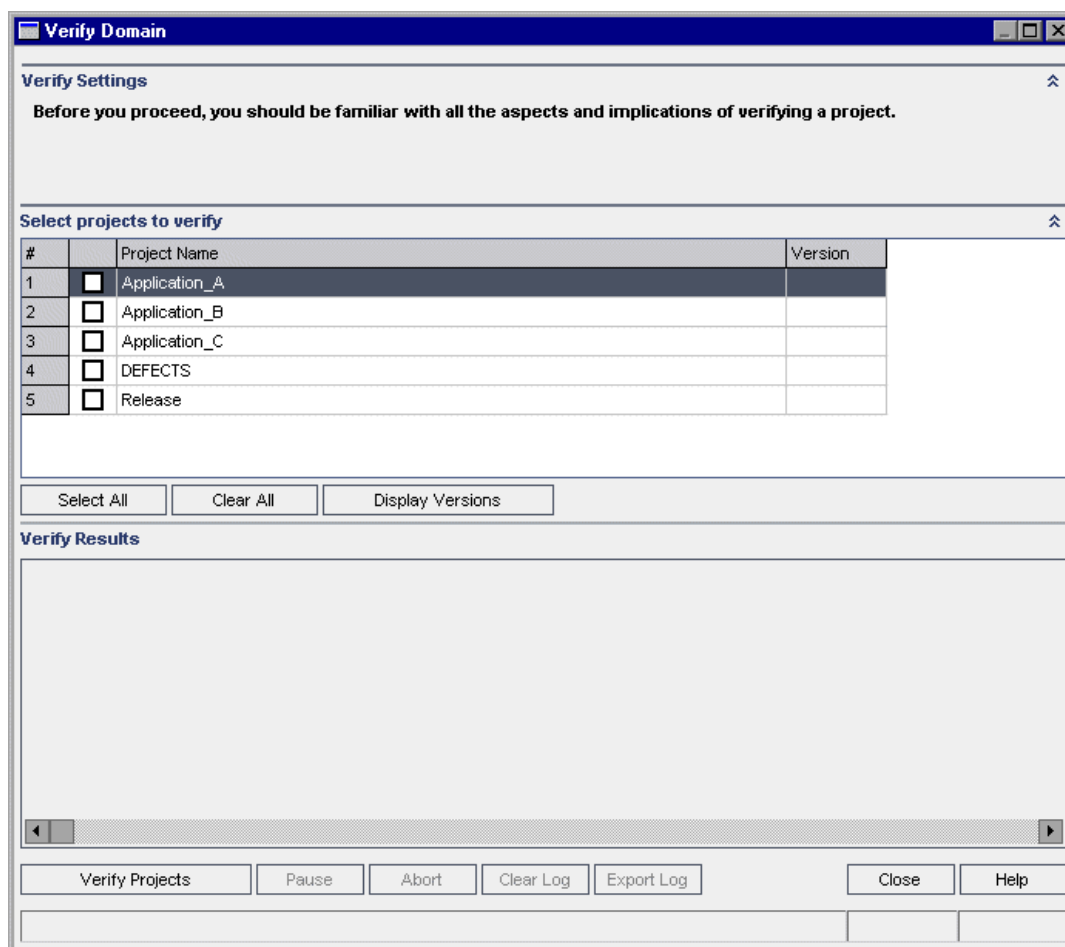 Verify Domain
Verify Settings
Before you proceed, you should be familiar with all the aspects and implications of verifying a project.
Select projects to verify
# Project Name Version
1 Application_A
2 Application_B
3 Application_C
4 DEFECTS
5 Release
Select All Clear All Display Versions
Verify Results
Verify Projects Pause Abort Clear Log Export Log Close Help